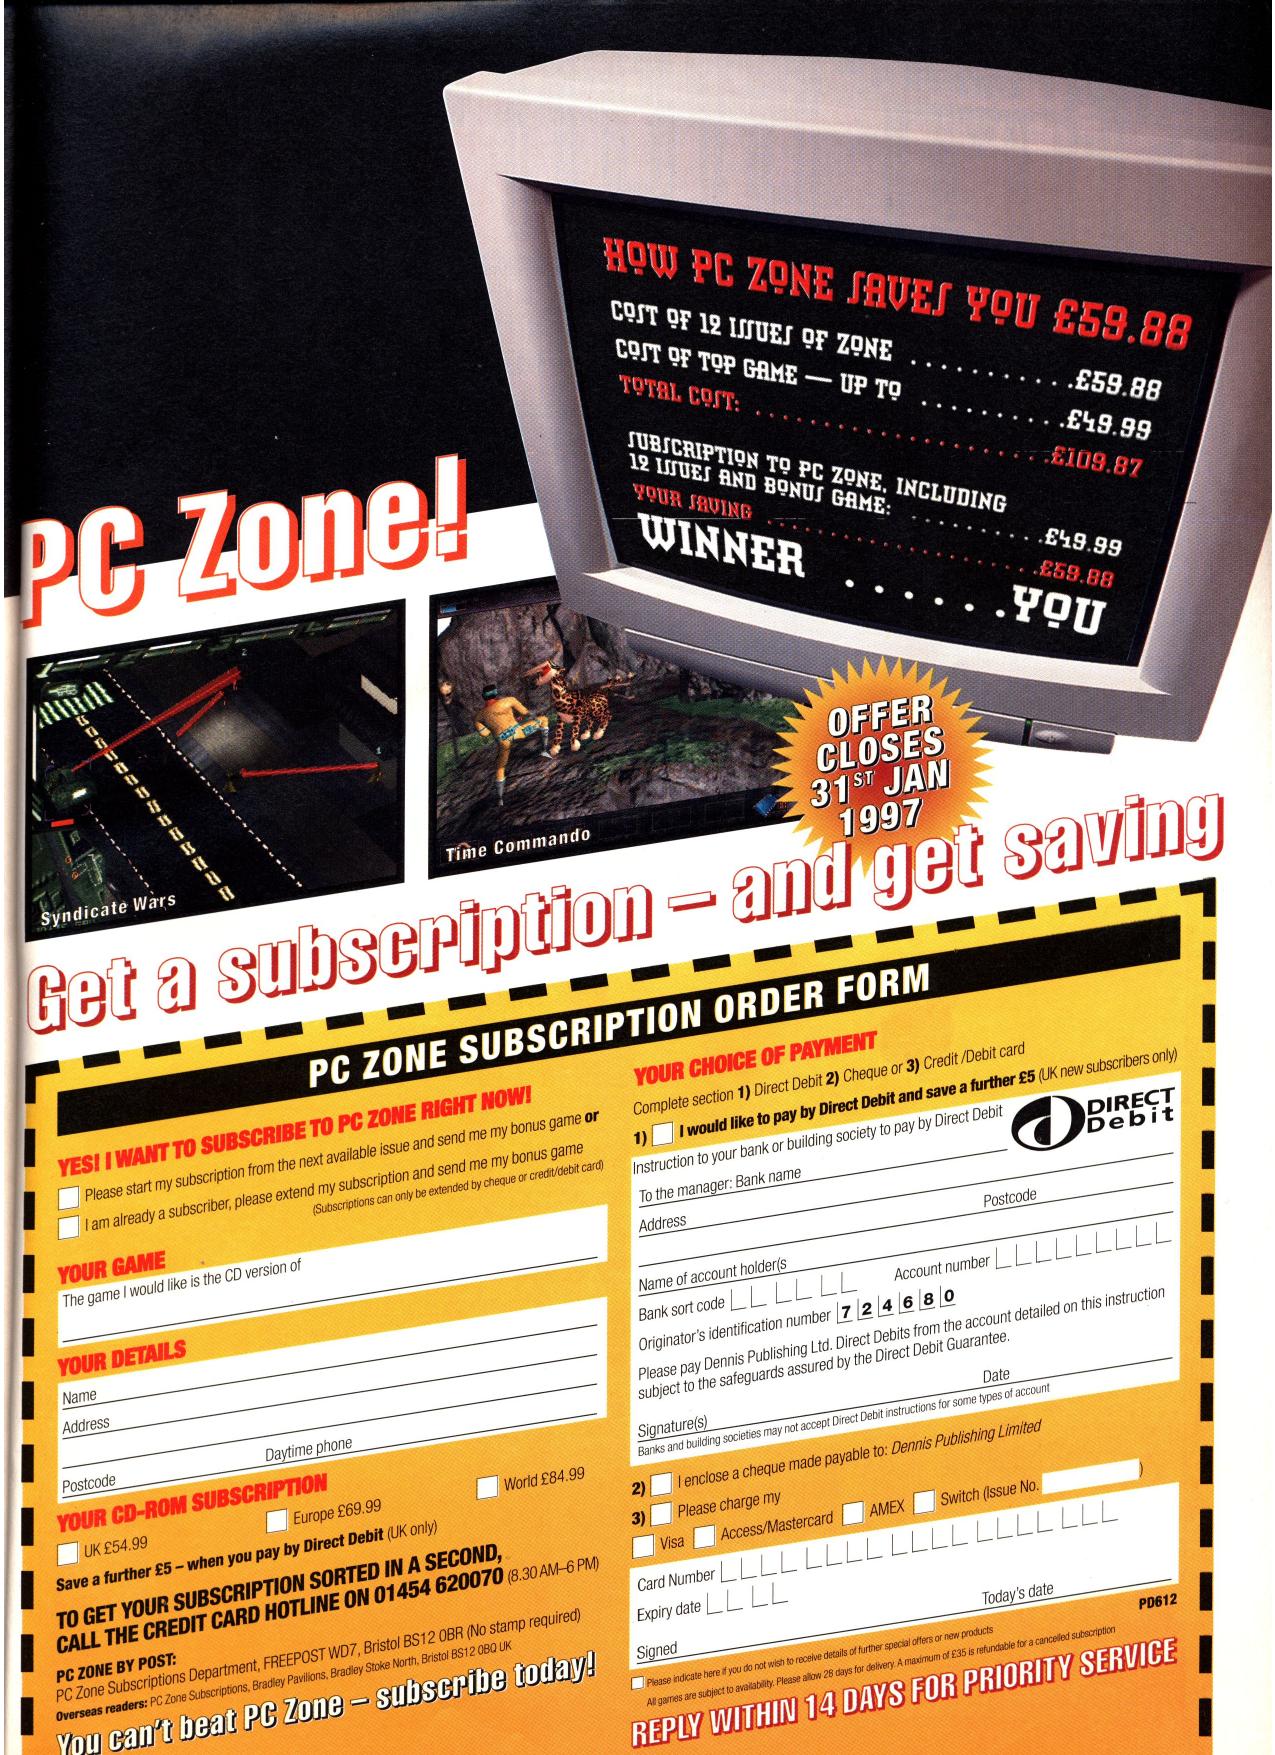 HOW PC ZONE SAVES YOU £59.88
COST OF 12 ISSUES OF ZONE ...........£59.88
COST OF TOP GAME — UP TO ..........£49.99
TOTAL COST: ......................£109.87
SUBSCRIPTION TO PC ZONE, INCLUDING
12 ISSUES AND BONUS GAME: ...........£49.99
YOUR SAVING ....................£59.88
WINNER ......YOU
PC Zone!
Syndicate Wars
Time Commando
OFFER
CLOSES
31ST JAN
1997
Get a subscription – and get saving
PC ZONE SUBSCRIPTION ORDER FORM
YES! I WANT TO SUBSCRIBE TO PC ZONE RIGHT NOW!
Please start my subscription from the next available issue and send me my bonus game or
I am already a subscriber, please extend my subscription and send me my bonus game
(Subscriptions can only be extended by cheque or credit/debit card)
YOUR GAME
The game I would like is the CD version of
YOUR DETAILS
Name
Address
Postcode Daytime phone
YOUR CD-ROM SUBSCRIPTION
UK £54.99 Europe £69.99 World £84.99
Save a further £5 – when you pay by Direct Debit (UK only)
TO GET YOUR SUBSCRIPTION SORTED IN A SECOND,
CALL THE CREDIT CARD HOTLINE ON 01454 620070 (8.30 AM–6 PM)
PC ZONE BY POST:
PC Zone Subscriptions Department, FREEPOST WD7, Bristol BS12 0BR (No stamp required)
Overseas readers: PC Zone Subscriptions, Bradley Pavilions, Bradley Stoke North, Bristol BS12 0BQ UK
You can't beat PC Zone – subscribe today!
YOUR CHOICE OF PAYMENT
Complete section 1) Direct Debit 2) Cheque or 3) Credit /Debit card
1) I would like to pay by Direct Debit and save a further £5 (UK new subscribers only)
Instruction to your bank or building society to pay by Direct Debit
DIRECT
Debit
To the manager: Bank name
Address
Postcode
Name of account holder(s
Bank sort code Account number
Originator's identification number 7 2 4 6 8 0
Please pay Dennis Publishing Ltd. Direct Debits from the account detailed on this instruction
subject to the safeguards assured by the Direct Debit Guarantee.
Signature(s) Date
Banks and building societies may not accept Direct Debit instructions for some types of account
2) I enclose a cheque made payable to: Dennis Publishing Limited
3) Please charge my
Visa Access/Mastercard AMEX Switch (Issue No. )
Card Number
Expiry date
Signed Today's date
PD612
Please indicate here if you do not wish to receive details of further special offers or new products
All games are subject to availability. Please allow 28 days for delivery. A maximum of £35 is refundable for a cancelled subscription
REPLY WITHIN 14 DAYS FOR PRIORITY SERVICE